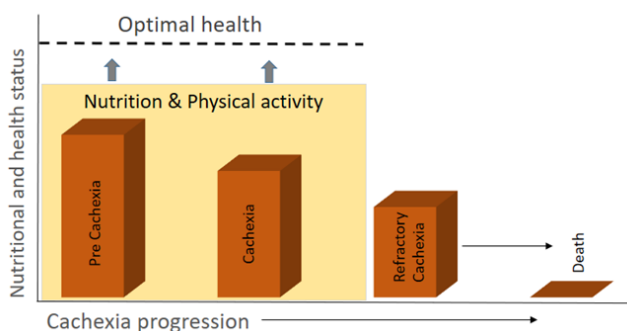 Optimal health
Nutrition & Physical activity
Nutritional and health status
Pre Cachexia
Cachexia
Refractory
Cachexia
Death
Cachexia progression